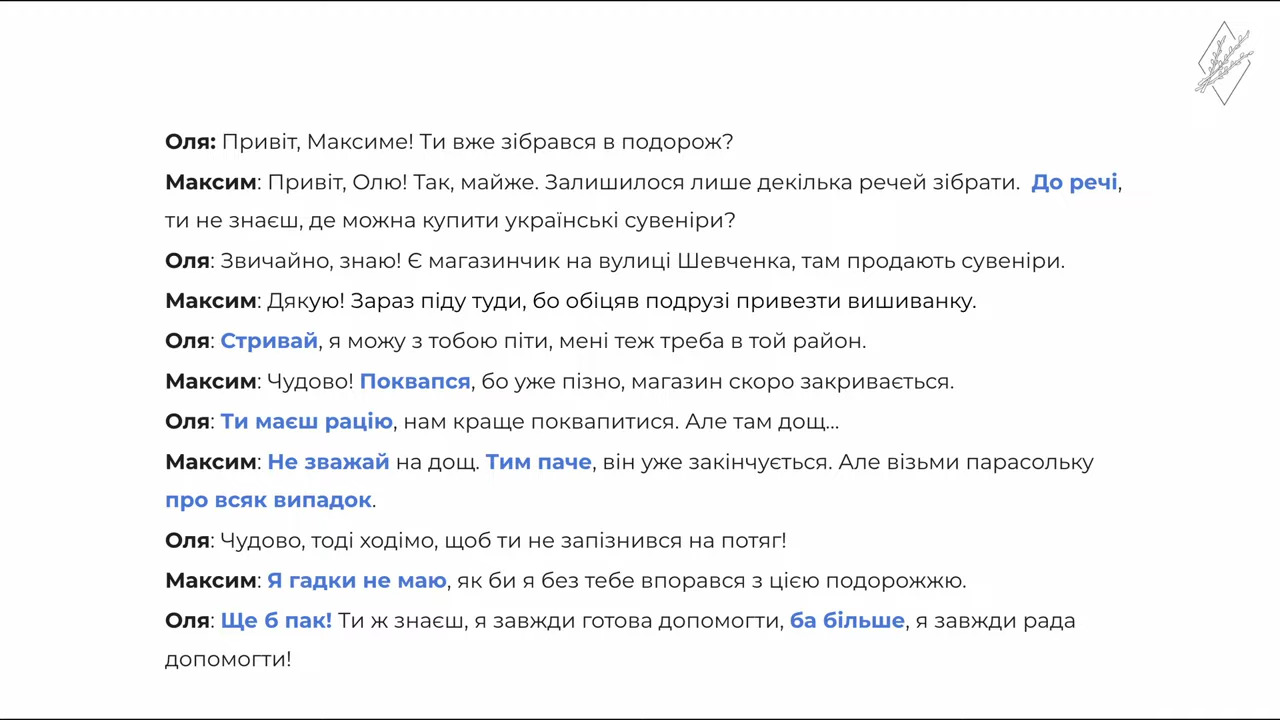 Оля: Привіт, Максиме! Ти вже зібрався в подорож?
Максим: Привіт, Олю! Так, майже. Залишилося лише декілька речей зібрати. До речі,
ти не знаєш, де можна купити українські сувеніри?
Оля: Звичайно, знаю! Є магазинчик на вулиці Шевченка, там продають сувеніри.
Максим: Дякую! Зараз піду туди, бо обіцяв подрузі привезти вишиванку.
Оля: Стривай, я можу з тобою піти, мені теж треба в той район.
Максим: Чудово! Поквапся, бо уже пізно, магазин скоро закривається.
Оля: Ти маєш рацію, нам краще поквапитися. Але там дощ...
Максим: Не зважай на дощ. Тим паче, він уже закінчується. Але візьми парасольку
про всяк випадок.
Оля: Чудово, тоді ходімо, щоб ти не запізнився на потяг!
Максим: Я гадки не маю, як би я без тебе впорався з цією подорожжю.
Оля: Ще б пак! Ти ж знаєш, я завжди готова допомогти, ба більше, я завжди рада
допомогти!